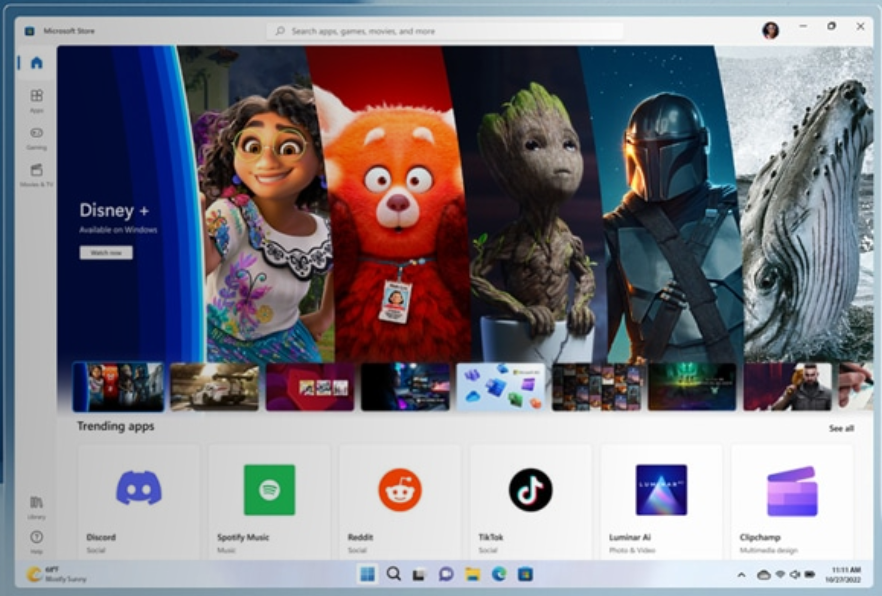 Microsoft Store
Search apps, games, movies, and more
Apps
Gaming
Movies & TV
Disney +
Available on Windows
Watch now
Trending apps
See all
LUMINAR
Discord
Social
Spotify Music
Music
Reddit
Social
TikTok
Social
Luminar Ai
Photo & Video
Clipchamp
Multimedia design
Library
Help
68°F
Mostly Sunny
11:11 AM
10/27/2022